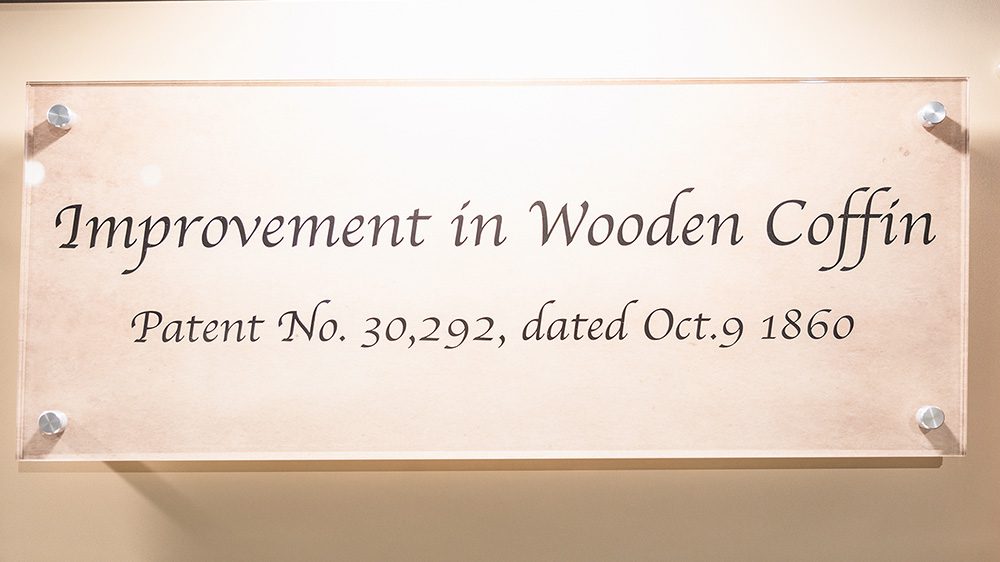 Improvement in Wooden Coffin
Patent No. 30,292, dated Oct.9 1860